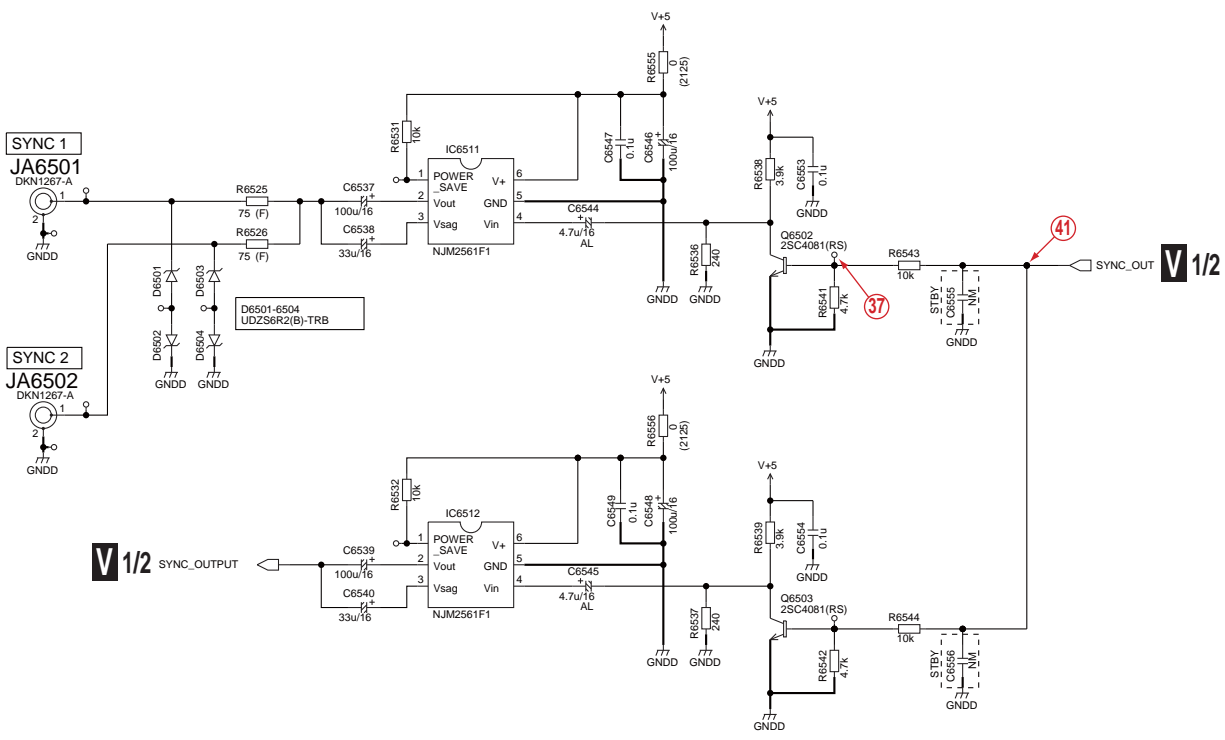 V+5
R6555
0
(2125)
R6531
10k
C6547
0.1u
C6546
+
100u/16
V+5
SYNC 1
JA6501
DKN1267-A
1
2
GNDD
IC6511
1
POWER
_SAVE
V+
6
2
Vout
GND
5
3
Vsag
Vin
4
NJM2561F1
R6538
3.9k
C6553
0.1u
GNDD
R6525
75 (F)
C6537
+
100u/16
C6538
+
33u/16
R6526
75 (F)
C6544
+
4.7u/16
AL
Q6502
2SC4081(RS)
41
R6543
10k
SYNC_OUT
V 1/2
R6536
240
GNDD
GNDD
R6541
4.7k
37
STBY
C6555
NM
GNDD
GNDD
D6501
D6503
D6501-6504
UDZS6R2(B)-TRB
D6502
D6504
GNDD
GNDD
SYNC 2
JA6502
DKN1267-A
1
2
GNDD
V+5
R6556
0
(2125)
R6532
10k
C6549
0.1u
C6548
+
100u/16
V+5
R6539
3.9k
C6554
0.1u
GNDD
IC6512
1
POWER
_SAVE
V+
6
2
Vout
GND
5
3
Vsag
Vin
4
NJM2561F1
V 1/2
SYNC_OUTPUT
C6539
+
100u/16
C6540
+
33u/16
C6545
+
4.7u/16
AL
Q6503
2SC4081(RS)
R6544
10k
R6537
240
GNDD
GNDD
R6542
4.7k
STBY
C6556
NM
GNDD
GNDD